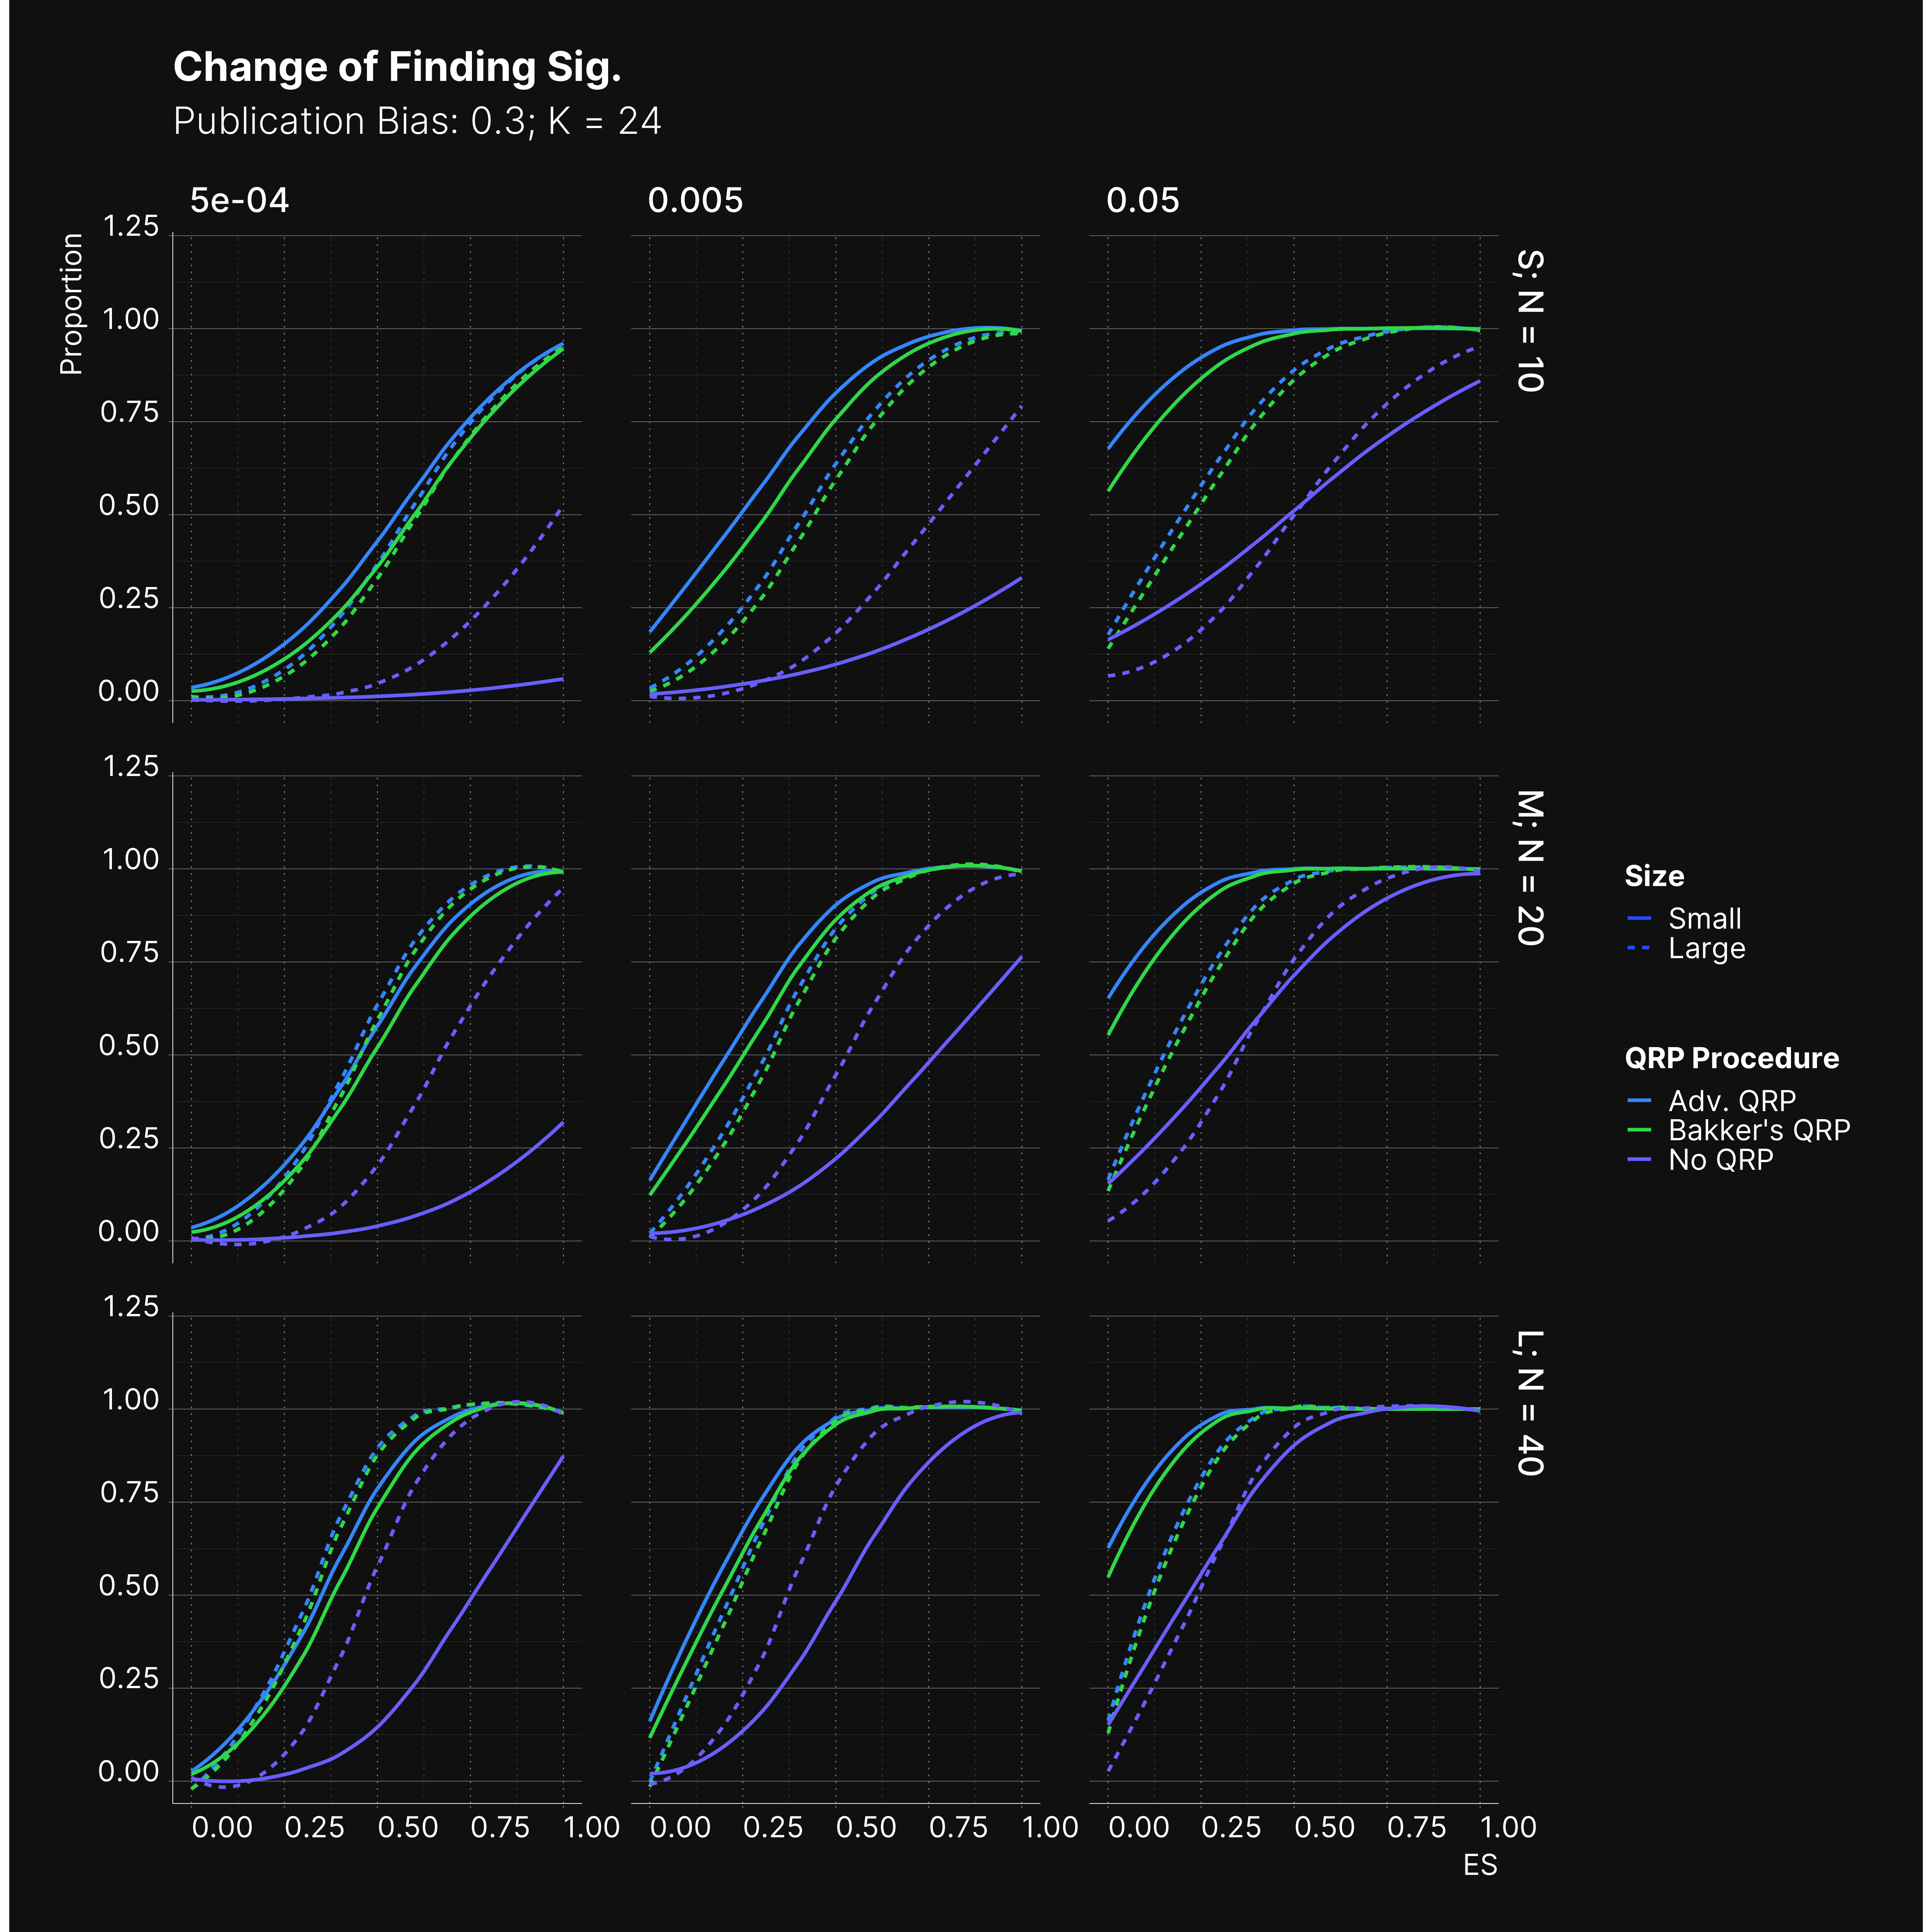 Change of Finding Sig.
Publication Bias: 0.3; K = 24
5e-04
0.005
0.05
Proportion
1.25
1.00
0.75
0.50
0.25
0.00
S; N = 10
1.25
1.00
0.75
0.50
0.25
0.00
M; N = 20
1.25
1.00
0.75
0.50
0.25
0.00
L; N = 40
0.00 0.25 0.50 0.75 1.00
0.00 0.25 0.50 0.75 1.00
0.00 0.25 0.50 0.75 1.00
ES
Size
Small
Large
QRP Procedure
Adv. QRP
Bakker's QRP
No QRP